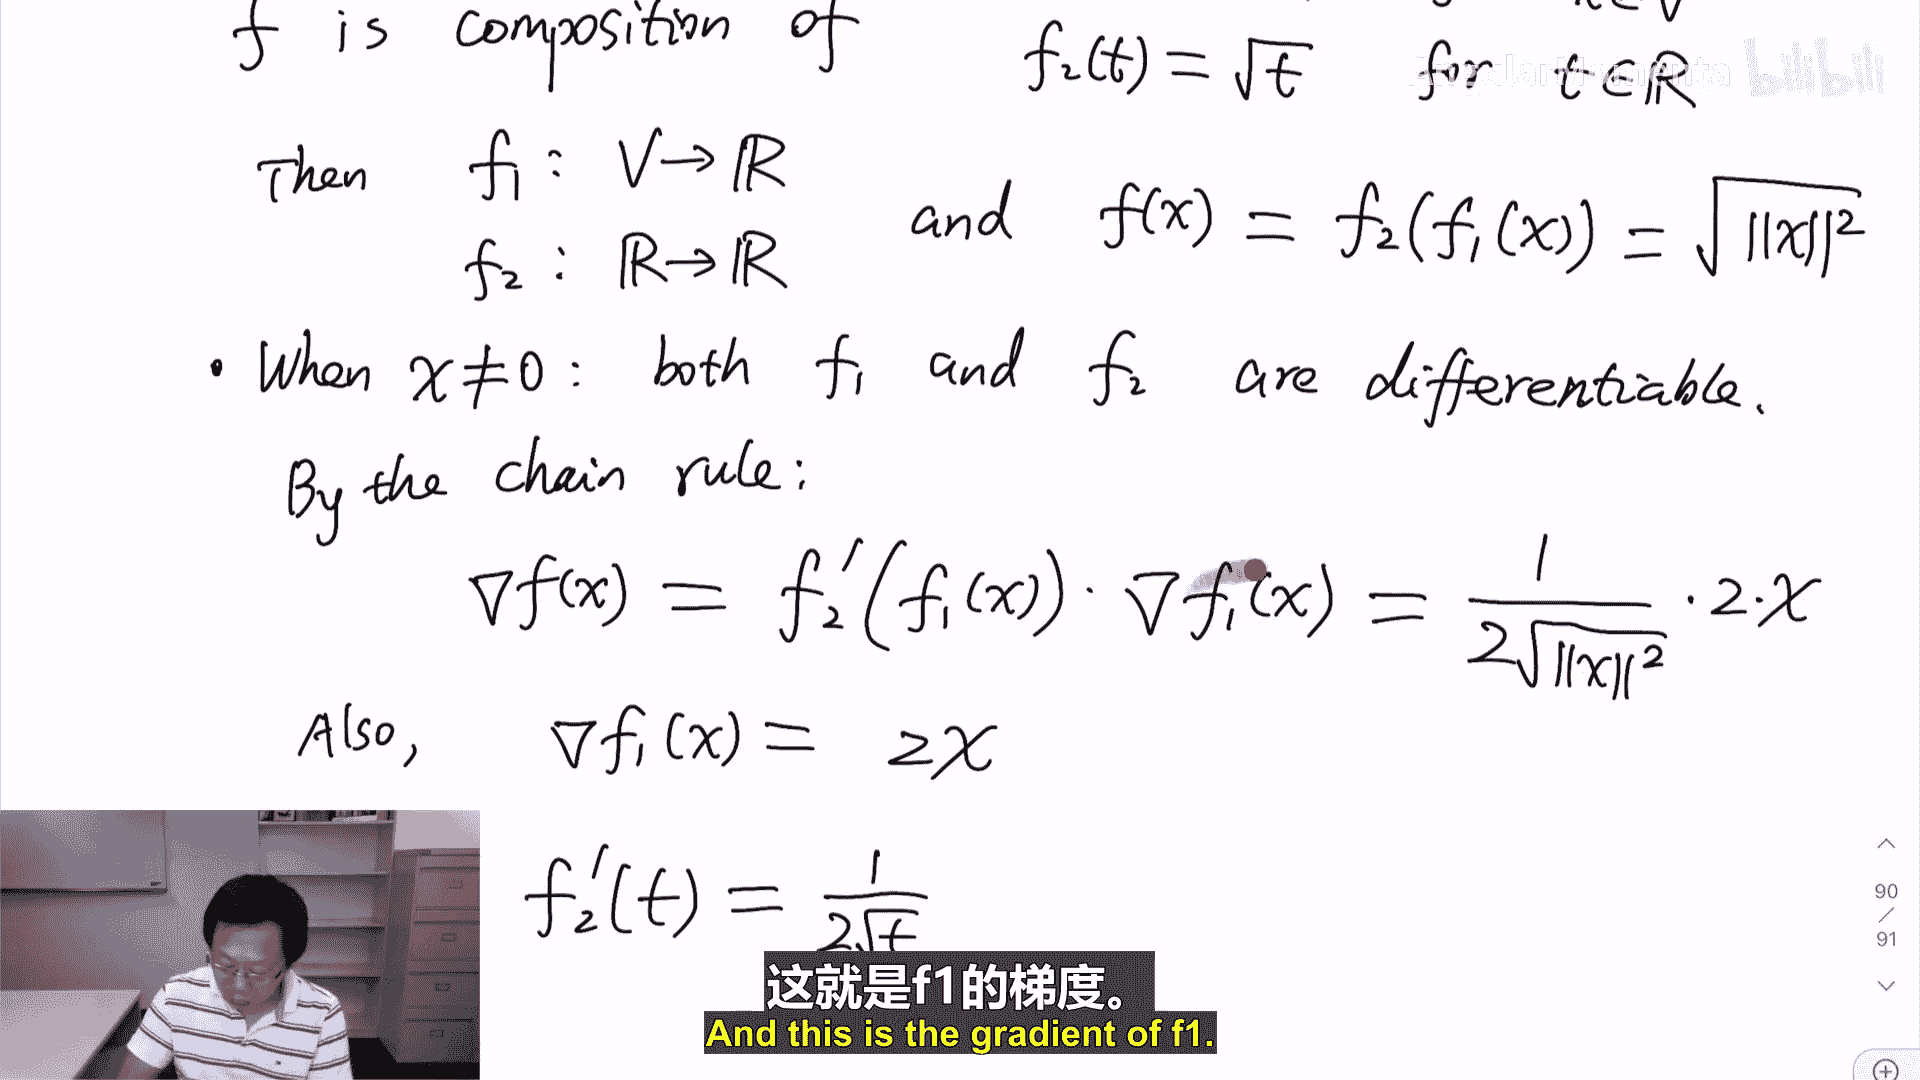 f is composition of f₂(t) = √t for t ∈ ℝ
bilibili
Then f₁ : V → ℝ
and f(x) = f₂(f₁(x)) = √‖x‖²
f₂ : ℝ → ℝ
• When x ≠ 0 : both f₁ and f₂ are differentiable.
By the chain rule:
∇f(x) = f₂′(f₁(x)) · ∇f₁(x) = 1/(2√‖x‖²) · 2 · x
Also, ∇f₁(x) = 2x
f₂′(t) = 1/(2√t)
90
/
91
这就是f1的梯度。
And this is the gradient of f1.